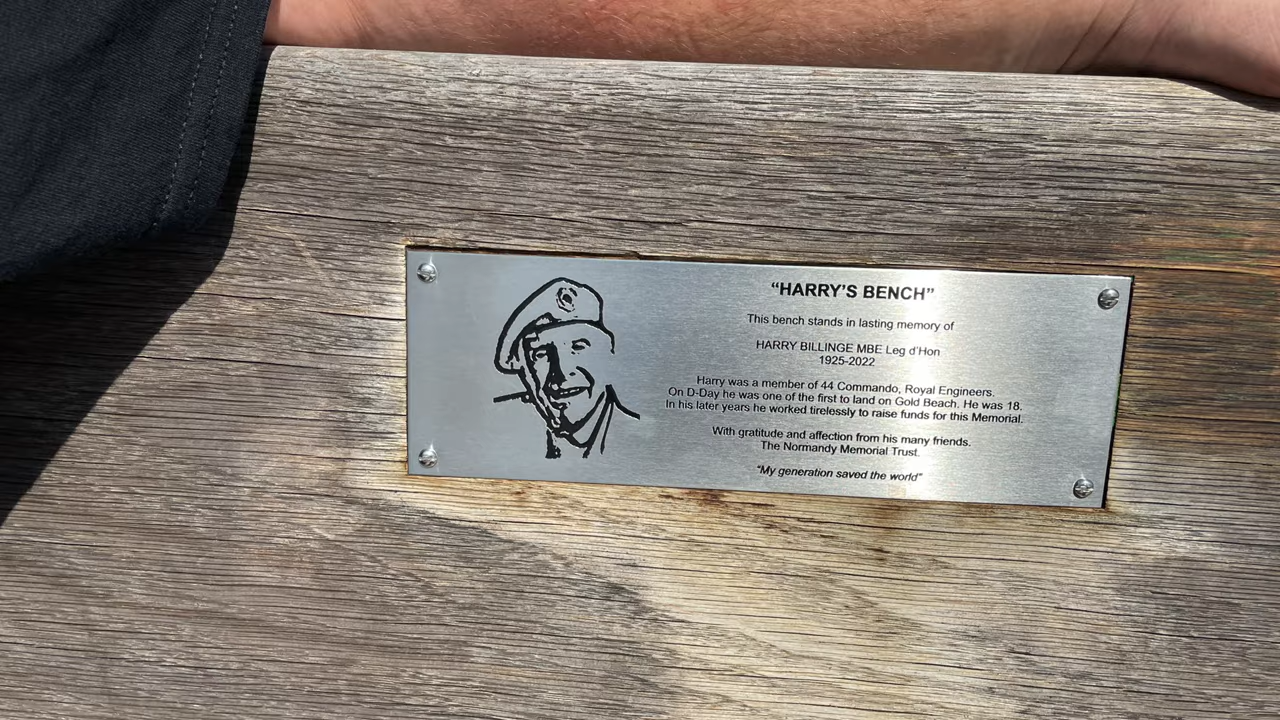 “HARRY’S BENCH”
This bench stands in lasting memory of
HARRY BILLINGE MBE Leg d’Hon
1925-2022
Harry was a member of 44 Commando, Royal Engineers.
On D-Day he was one of the first to land on Gold Beach. He was 18.
In his later years he worked tirelessly to raise funds for this Memorial.
With gratitude and affection from his many friends.
The Normandy Memorial Trust.
“My generation saved the world”